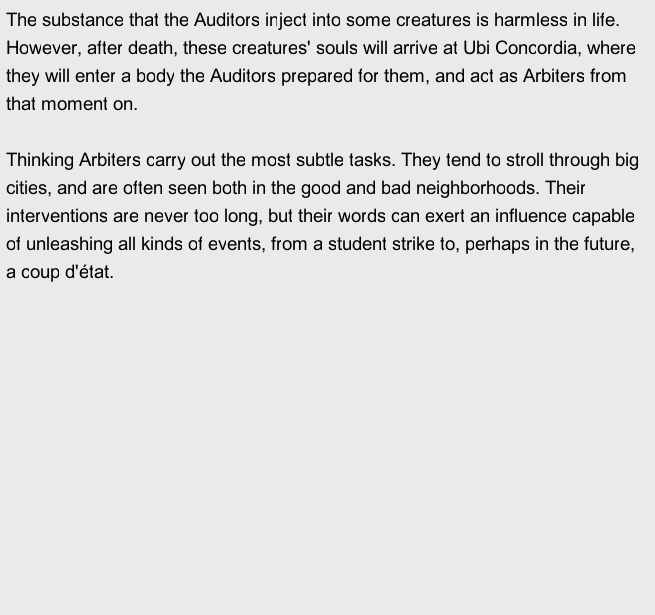 The substance that the Auditors inject into some creatures is harmless in life.
However, after death, these creatures' souls will arrive at Ubi Concordia, where
they will enter a body the Auditors prepared for them, and act as Arbiters from
that moment on.
Thinking Arbiters carry out the most subtle tasks. They tend to stroll through big
cities, and are often seen both in the good and bad neighborhoods. Their
interventions are never too long, but their words can exert an influence capable
of unleashing all kinds of events, from a student strike to, perhaps in the future,
a coup d'état.